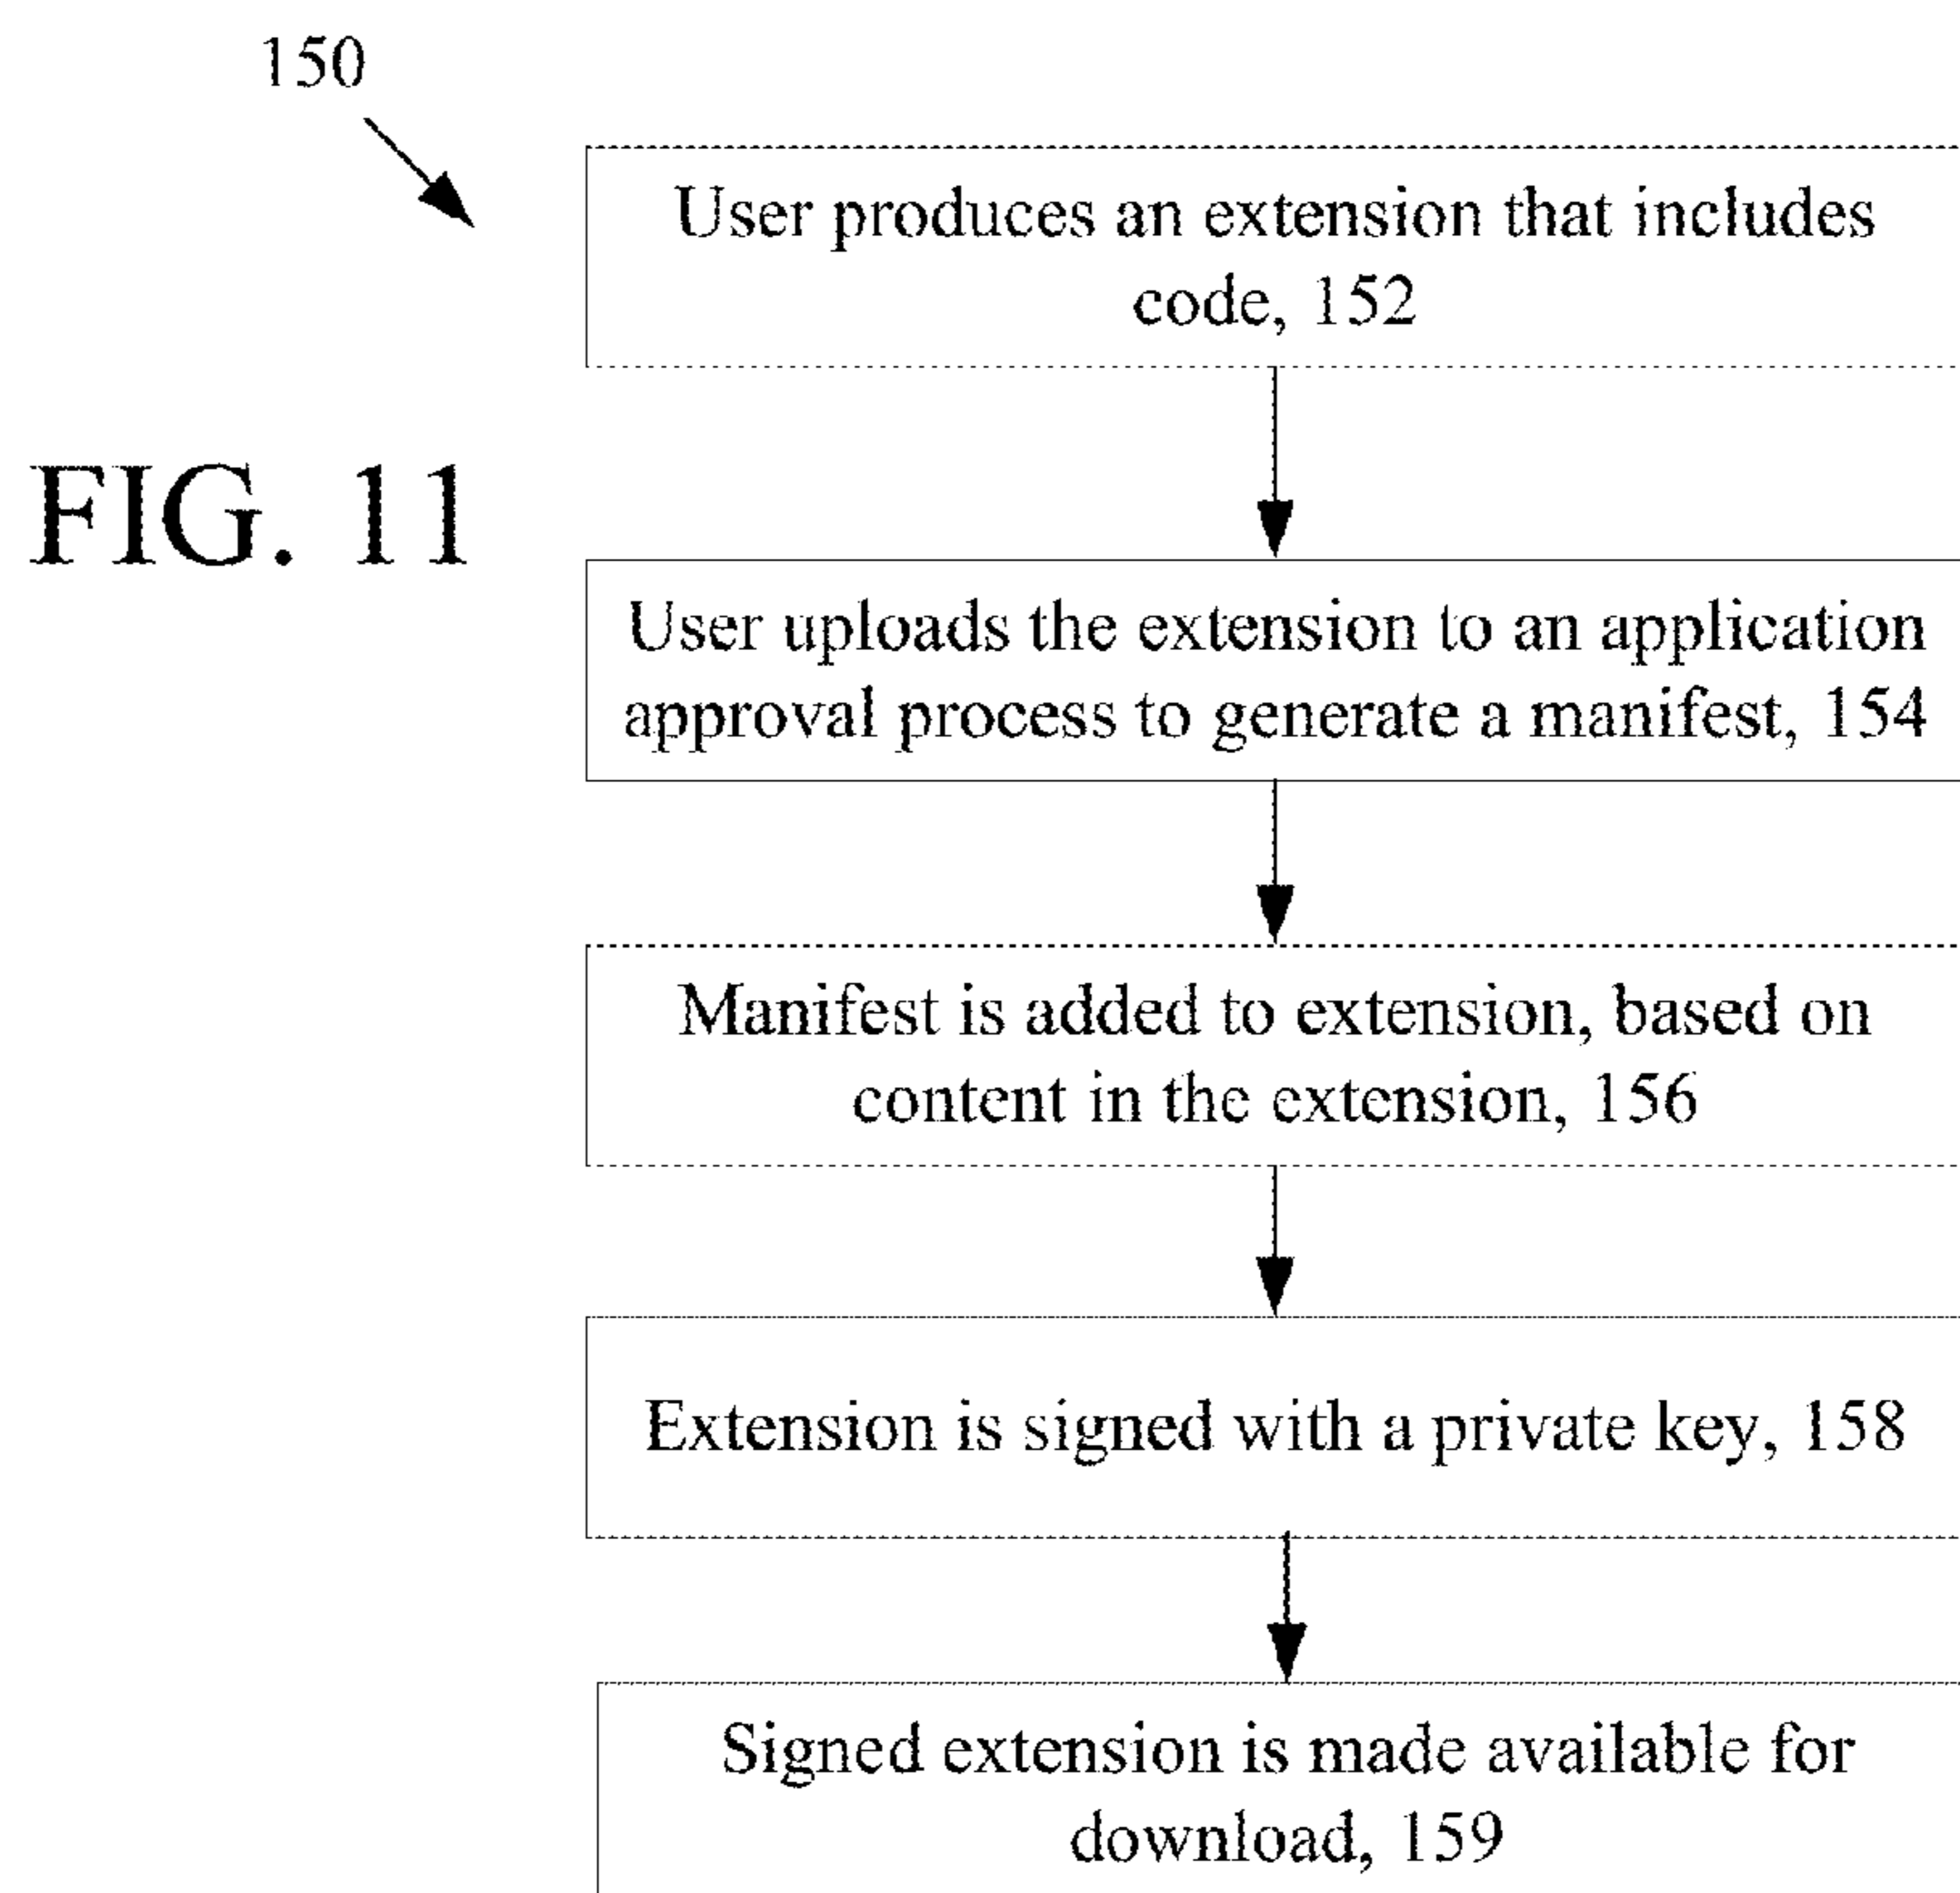 150
User produces an extension that includes
code, 152
FIG. 11
User uploads the extension to an application
approval process to generate a manifest, 154
Manifest is added to extension, based on
content in the extension, 156
Extension is signed with a private key, 158
Signed extension is made available for
download, 159